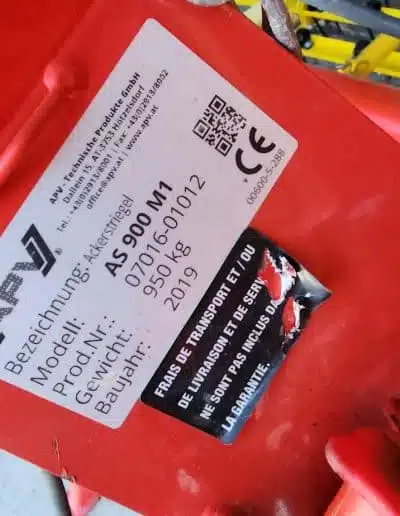 APV®
APV - Technische Produkte GmbH
Dallein 15, AT-3753 Hötzelsdorf
Tel.: +43(0)2913/8001 | Fax: +43(0)2913/8002
office@apv.at | www.apv.at
CE
00600-5-288
Bezeichnung: Ackerstriegel
Modell: AS 900 M1
Prod.Nr.: 07016-01012
Gewicht: 950 kg
Baujahr: 2019
FRAIS DE TRANSPORT ET / OU
DE LIVRAISON ET DE SERV
NE SONT PAS INCLUS DA
LA GARANTIE.